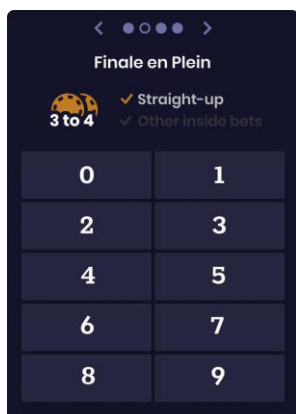 Finale en Plein
3 to 4
Straight-up
Other inside bets
0 1
2 3
4 5
6 7
8 9